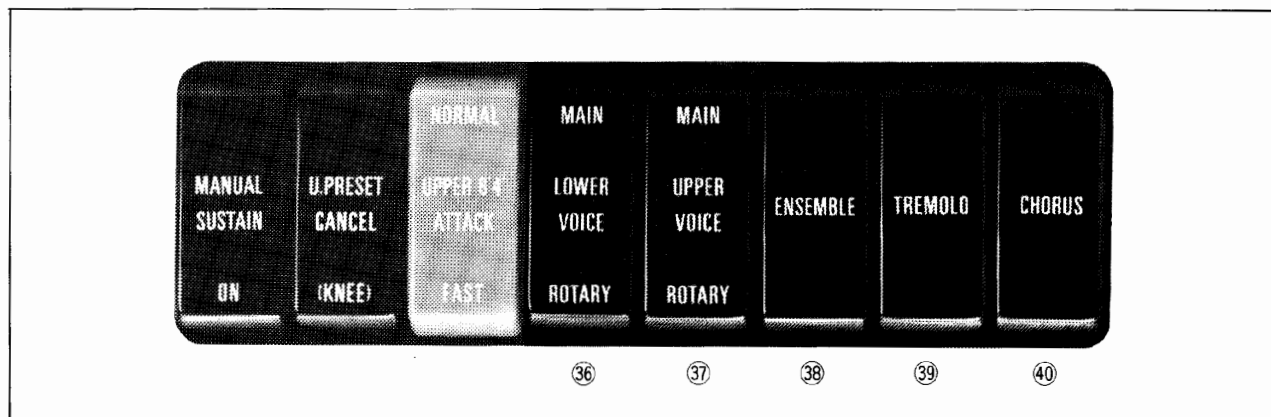 MANUAL
SUSTAIN
ON
U.PRESET
CANCEL
(KNEE)
NORMAL
UPPER 8'4'
ATTACK
FAST
MAIN
LOWER
VOICE
ROTARY
MAIN
UPPER
VOICE
ROTARY
ENSEMBLE
TREMOLO
CHORUS
㊱
㊲
㊳
㊴
㊵